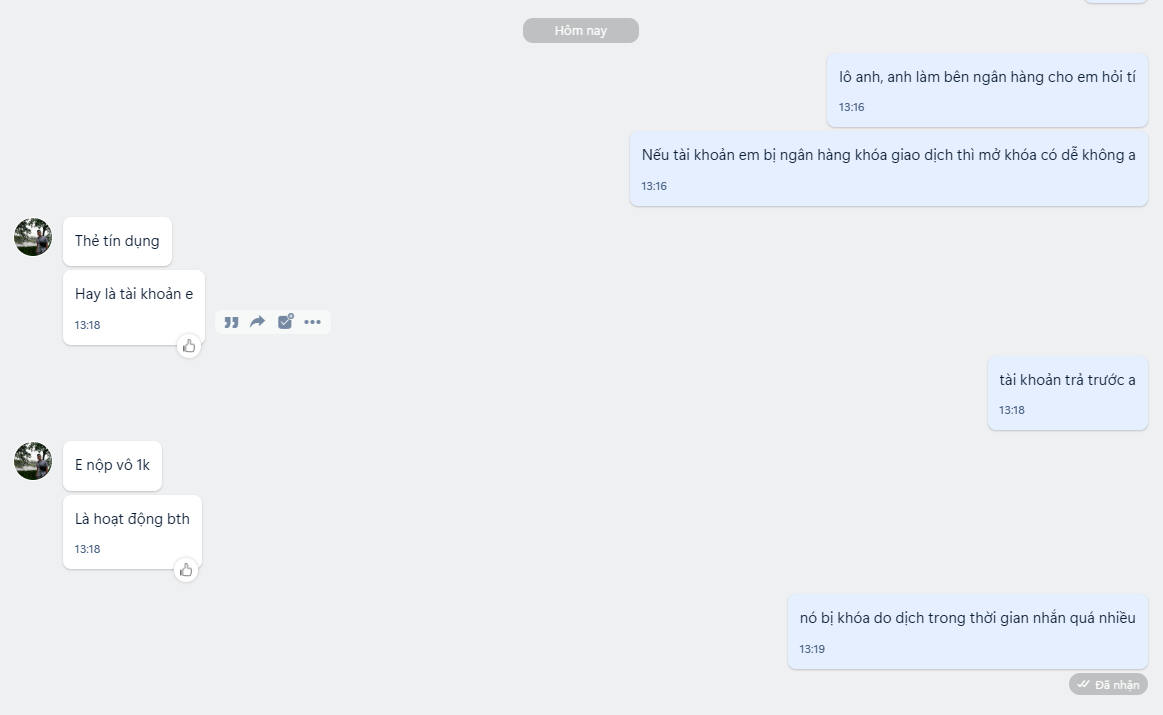 Hôm nay
lô anh, anh làm bên ngân hàng cho em hỏi tí
13:16
Nếu tài khoản em bị ngân hàng khóa giao dịch thì mở khóa có dễ không a
13:16
Thẻ tín dụng
Hay là tài khoản e
13:18
tài khoản trả trước a
13:18
E nộp vô 1k
Là hoạt động bth
13:18
nó bị khóa do dịch trong thời gian nhắn quá nhiều
13:19
Đã nhận